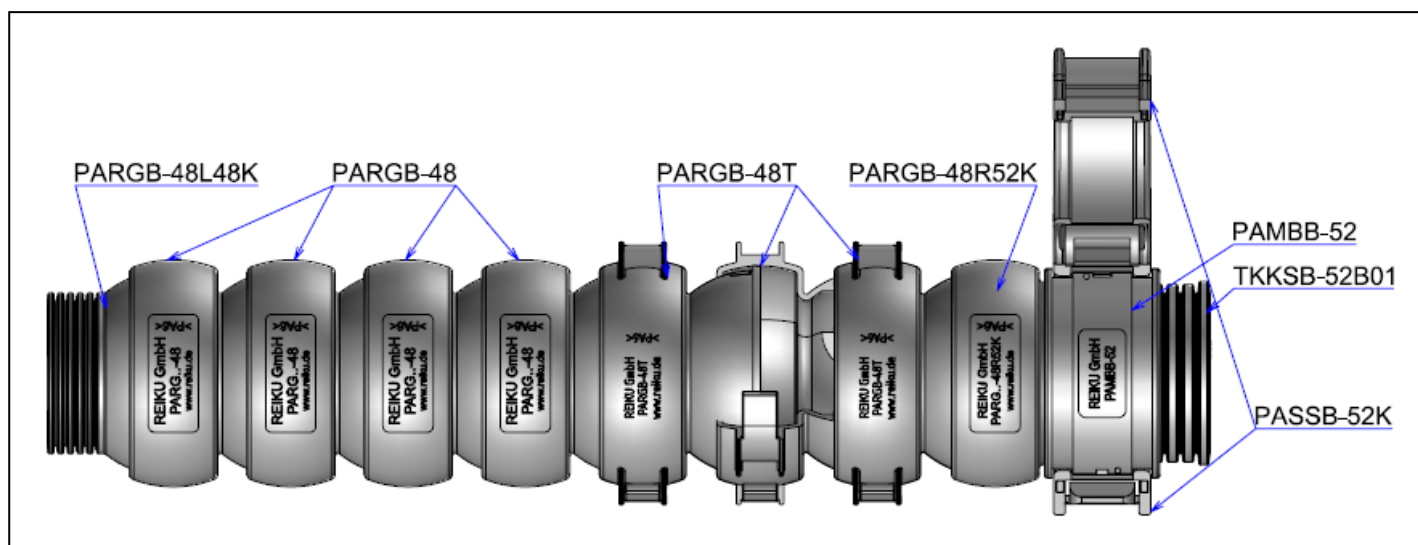 PARGB-48L48K
PARGB-48
PARGB-48T
PARGB-48R52K
PAMBB-52
TKKSB-52B01
PASSB-52K
>PA6<
REIKU GmbH
PARG..-48
www.reiku.de
>PA6<
REIKU GmbH
PARG..-48
www.reiku.de
>PA6<
REIKU GmbH
PARG..-48
www.reiku.de
>PA6<
REIKU GmbH
PARG..-48
www.reiku.de
>PA6<
REIKU GmbH
PARGB-48T
www.reiku.de
>PA6<
REIKU GmbH
PARGB-48T
www.reiku.de
>PA6<
REIKU GmbH
PARG..-48R52K
www.reiku.de
REIKU GmbH
PAMBB-52